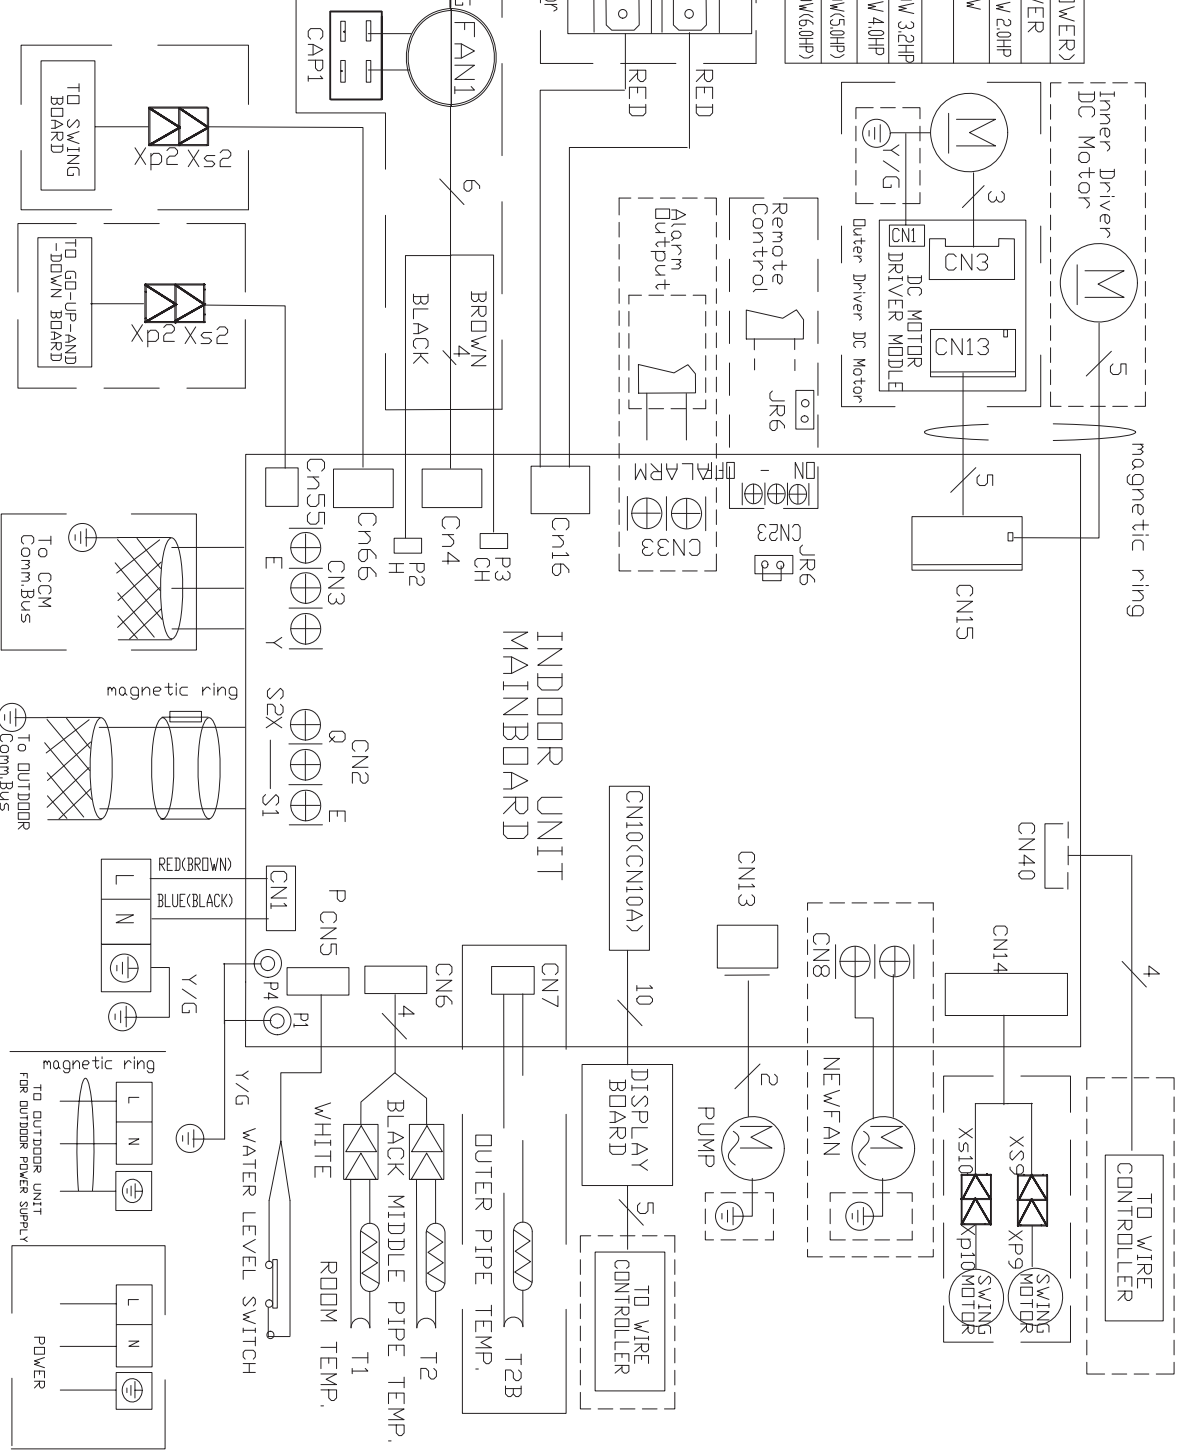 OWER)
VER
W 2.0HP
W
W 3.2HP
W 4.0HP
W(5.0HP)
W(6.0HP)
FAN1
CAP1
RED
RED
TO SWING
BOARD
Xp2 Xs2
TO GO-UP-AND
-DOWN BOARD
Xp2 Xs2
6
BROWN
4
BLACK
Alarm
Output
Remote
Control
JR6
Y/G
3
CN1
CN3
DC MOTOR
DRIVER MODLE
CN13
Outer Driver DC Motor
Inner Driver
DC Motor
M
M
5
magnetic ring
5
CN15
ON
-
OFF
CN23
JR6
ALARM
CN33
Cn16
P3
CH
Cn4
P2
H
Cn66
Cn55
CN3
E
Y
To CCM
Comm.Bus
magnetic ring
S2X
S1
CN2
Q
E
To OUTDOOR
Comm.Bus
INDOOR UNIT
MAINBOARD
RED(BROWN)
BLUE(BLACK)
L
N
CN1
P
CN5
Y/G
P4
P1
CN6
4
CN7
CN10(CN10A)
10
CN13
2
CN8
CN14
CN40
4
magnetic ring
L
N
TO OUTDOOR UNIT
FOR OUTDOOR POWER SUPPLY
L
N
POWER
Y/G
WATER LEVEL SWITCH
WHITE
ROOM TEMP.
T1
BLACK
MIDDLE PIPE TEMP.
T2
OUTER PIPE TEMP.
T2B
DISPLAY
BOARD
5
TO WIRE
CONTROLLER
PUMP
M
NEWFAN
M
Xs10
XS9
Xp10
XP9
SWING
MOTOR
SWING
MOTOR
TO WIRE
CONTROLLER